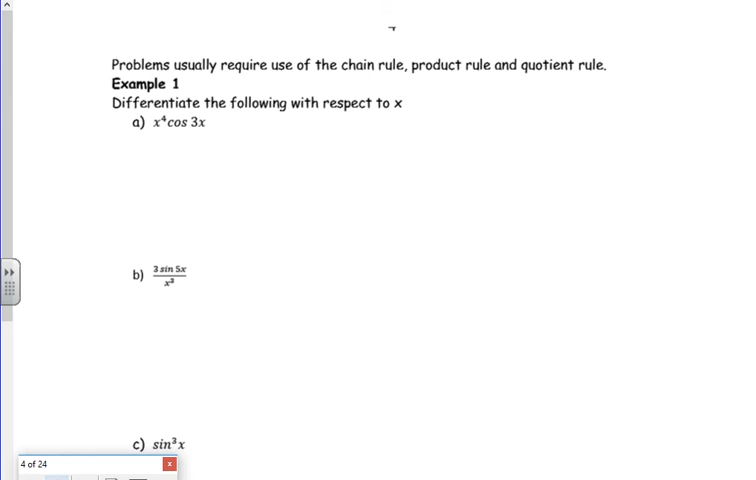 Problems usually require use of the chain rule, product rule and quotient rule.
Example 1
Differentiate the following with respect to x
a) x⁴cos 3x
b) 3 sin 5x / x³
c) sin³x
4 of 24
x